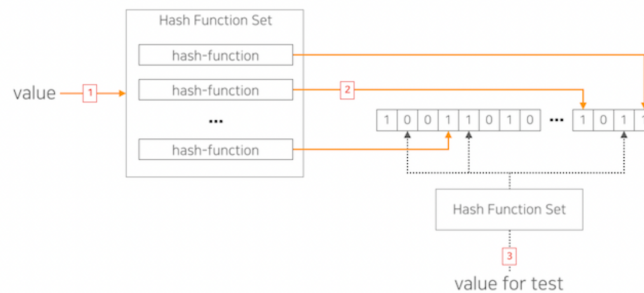 Hash Function Set
hash-function
value
1
hash-function
2
...
1 0 0 1 1 0 1 0 ... 1 0 1 1
hash-function
Hash Function Set
3
value for test